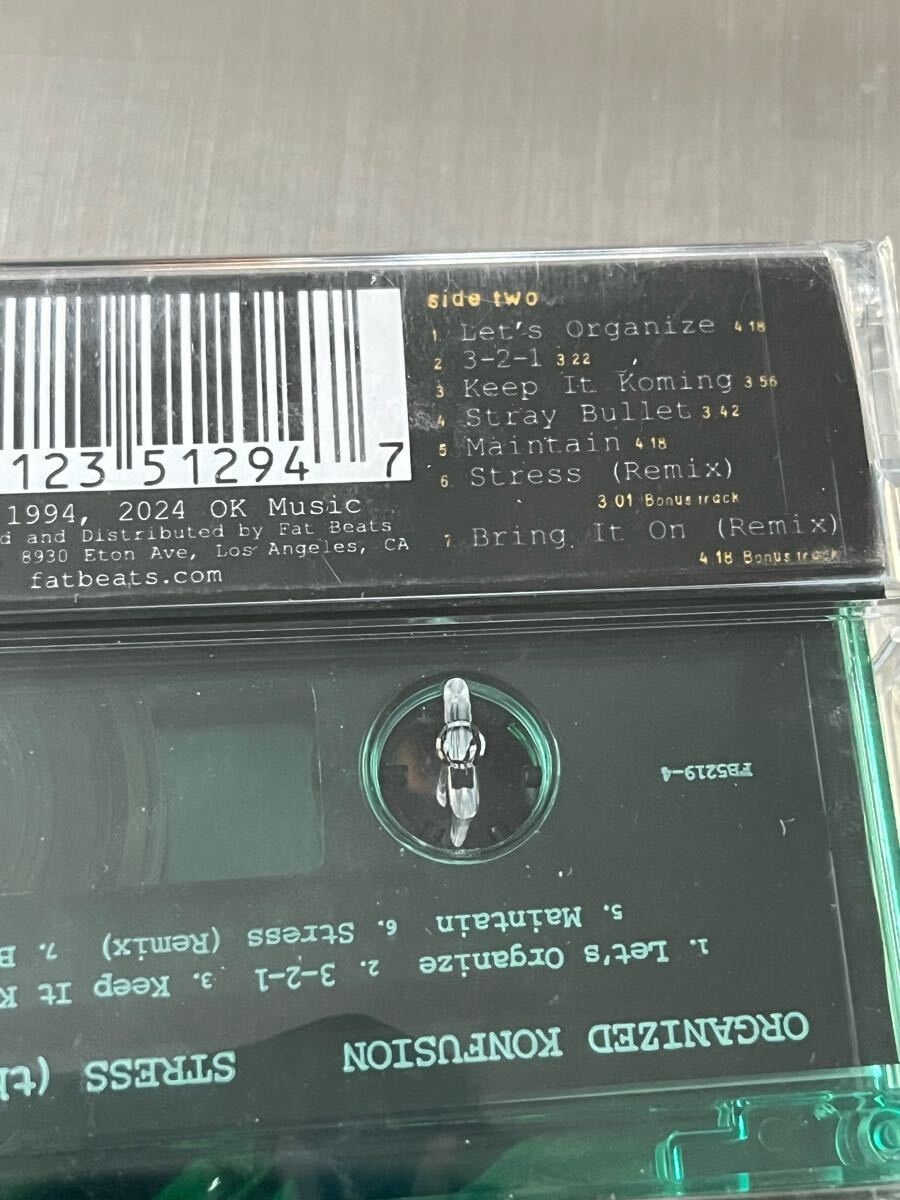 side two
1 Let's Organize 4 18
2 3-2-1 3 22
3 Keep It Koming 3 56
4 Stray Bullet 3 42
5 Maintain 4 18
6 Stress (Remix)
3 01 Bonus track
7 Bring It On (Remix)
4 18 Bonus track
123 51294 7
1994, 2024 OK Music
and Distributed by Fat Beats
8930 Eton Ave, Los Angeles, CA
fatbeats.com
FB5219-4
ORGANIZED KONFUSION STRESS
1. Let's Organize 2. 3-2-1 3. Keep It
5. Maintain 6. Stress (Remix) 7.